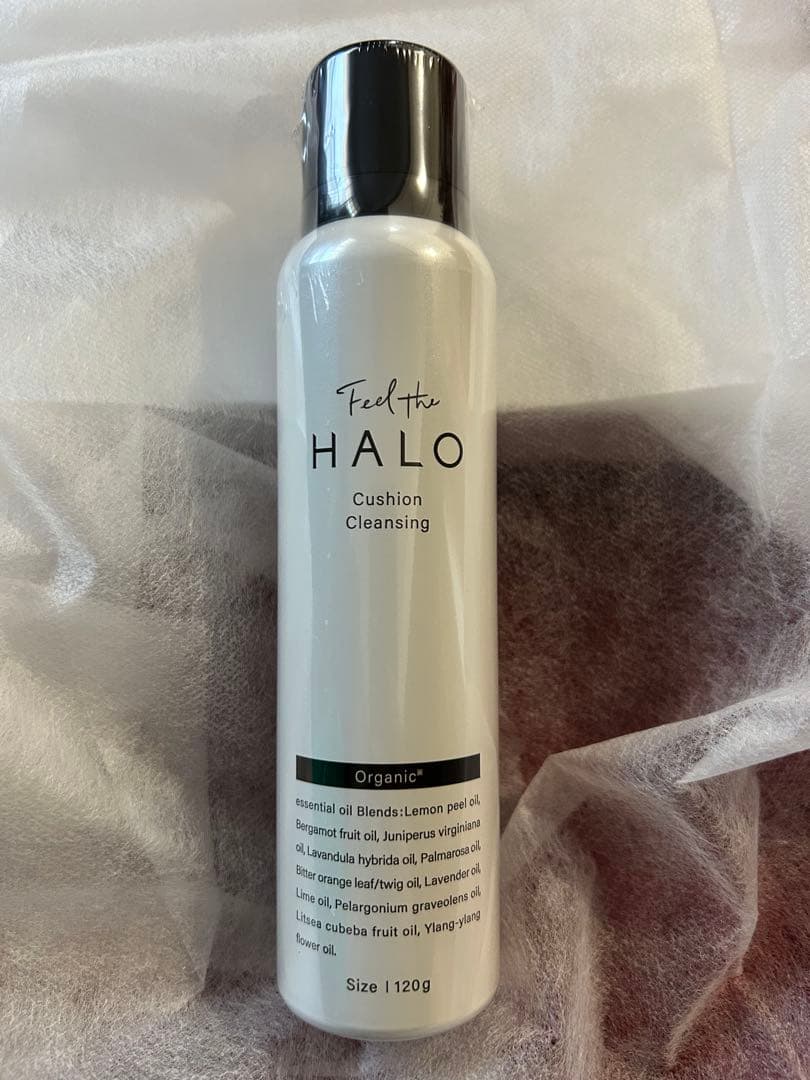 Feel the
HALO
Cushion
Cleansing
Organic※
essential oil Blends:Lemon peel oil,
Bergamot fruit oil, Juniperus virginiana
oil, Lavandula hybrida oil, Palmarosa oil,
Bitter orange leaf/twig oil, Lavender oil,
Lime oil, Pelargonium graveolens oil,
Litsea cubeba fruit oil, Ylang-ylang
flower oil.
Size | 120g